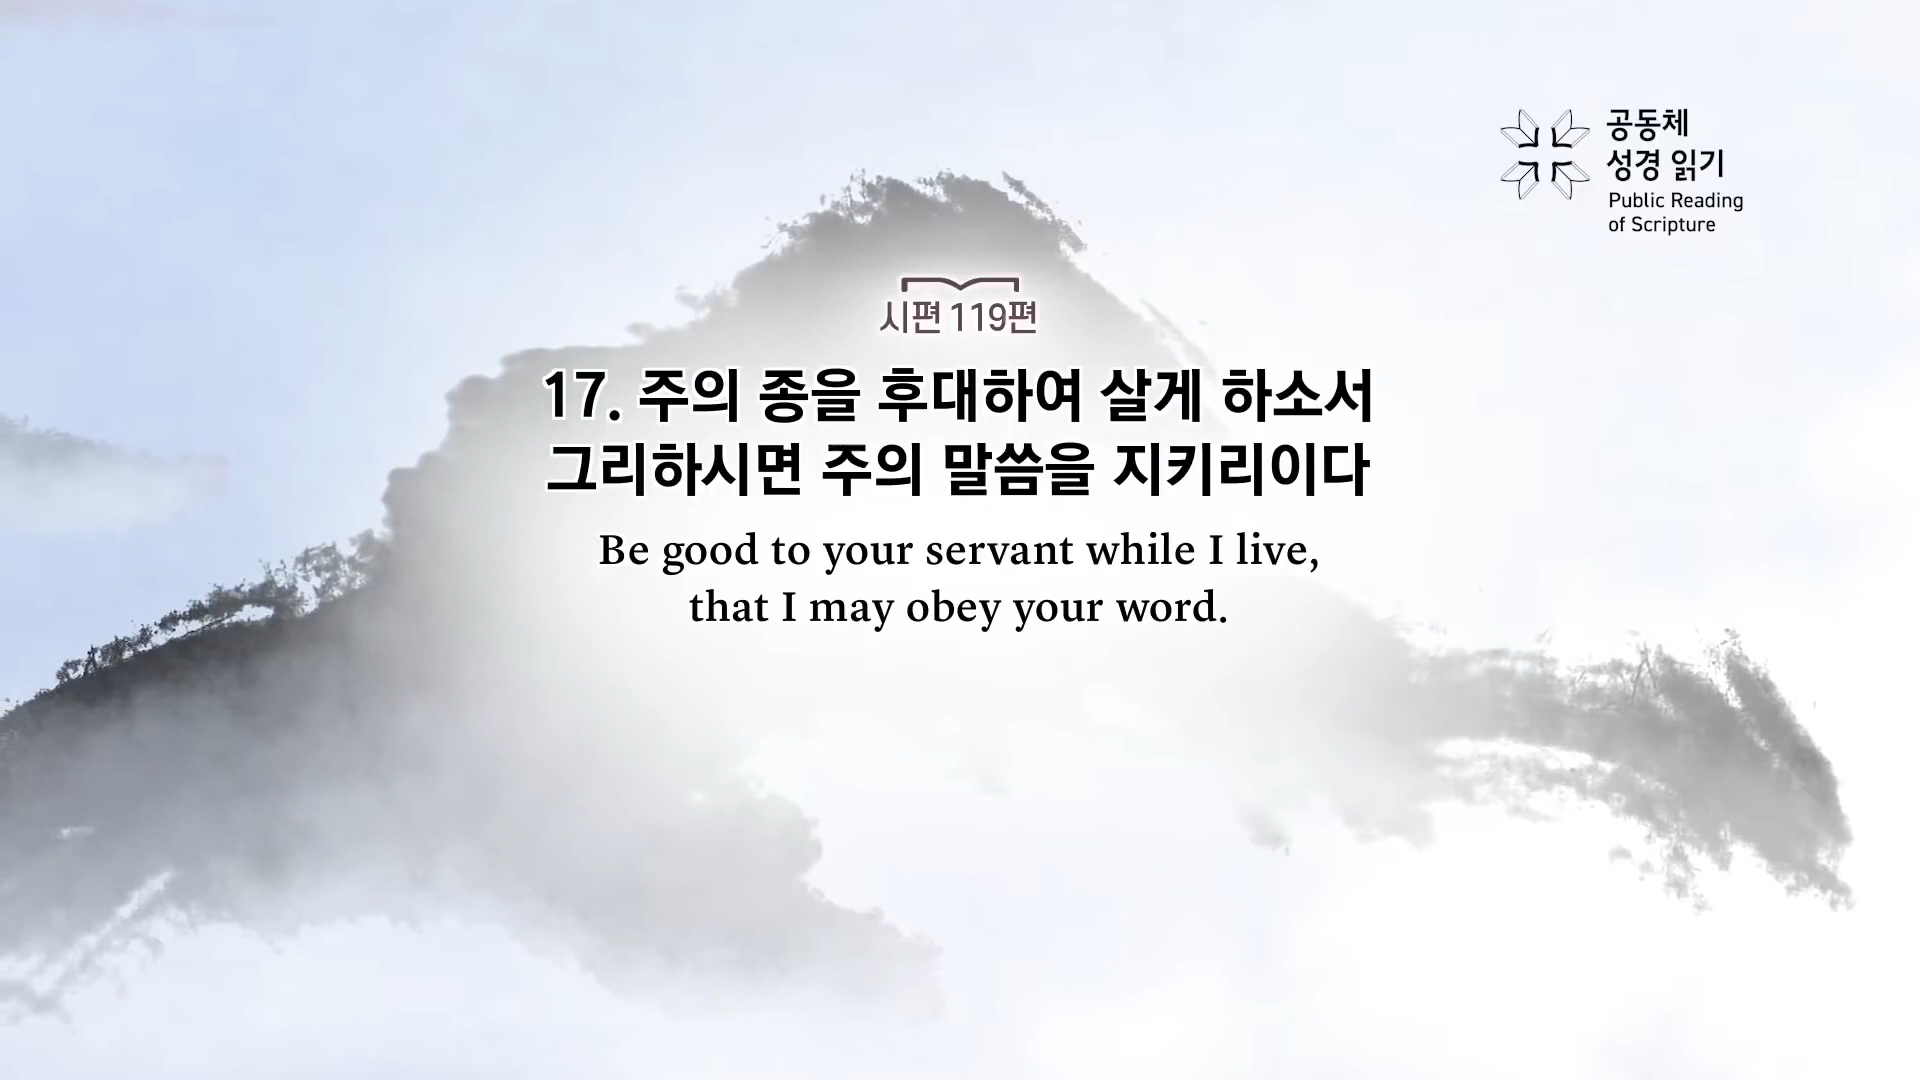 공동체
성경 읽기
Public Reading
of Scripture
시편 119편
17. 주의 종을 후대하여 살게 하소서
그리하시면 주의 말씀을 지키리이다
Be good to your servant while I live,
that I may obey your word.